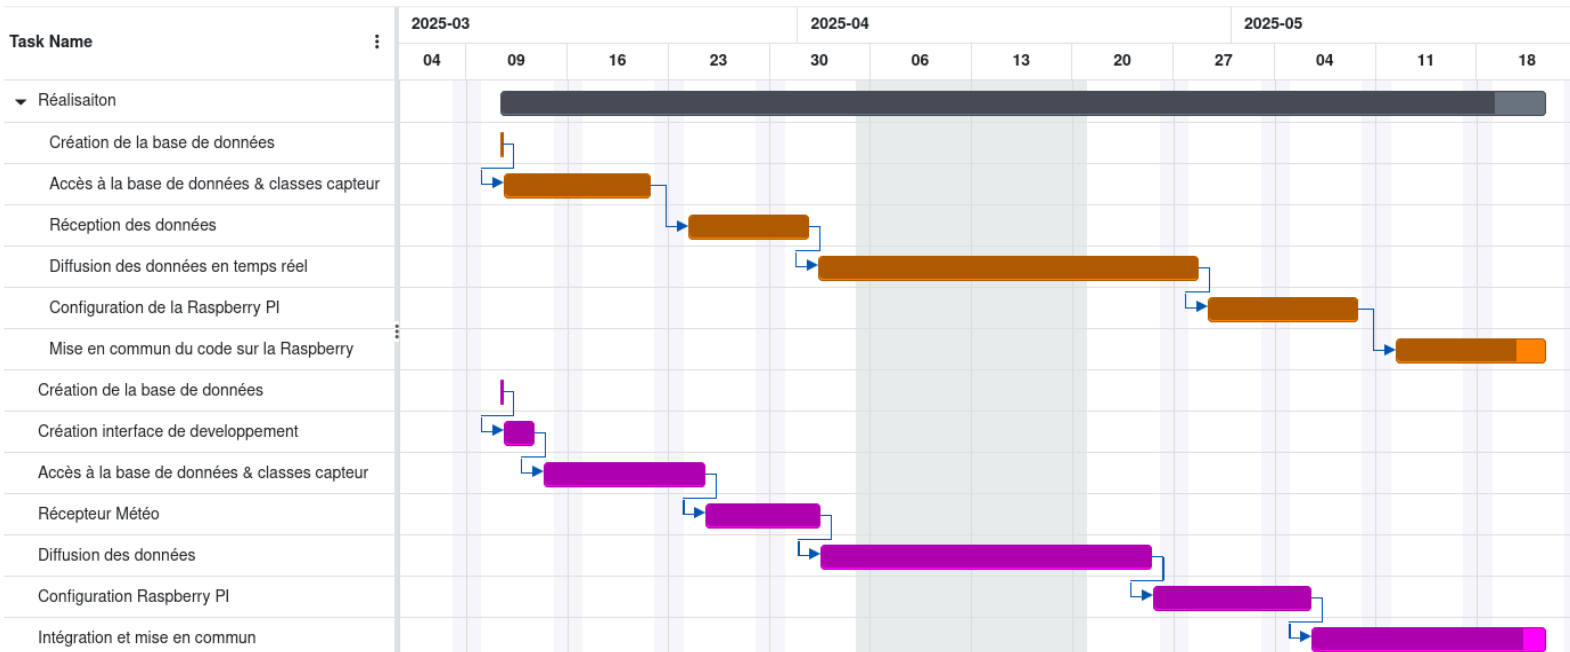 Task Name
2025-03 2025-04 2025-05
04 09 16 23 30 06 13 20 27 04 11 18
Réalisaiton
Création de la base de données
Accès à la base de données & classes capteur
Réception des données
Diffusion des données en temps réel
Configuration de la Raspberry PI
Mise en commun du code sur la Raspberry
Création de la base de données
Création interface de developpement
Accès à la base de données & classes capteur
Récepteur Météo
Diffusion des données
Configuration Raspberry PI
Intégration et mise en commun